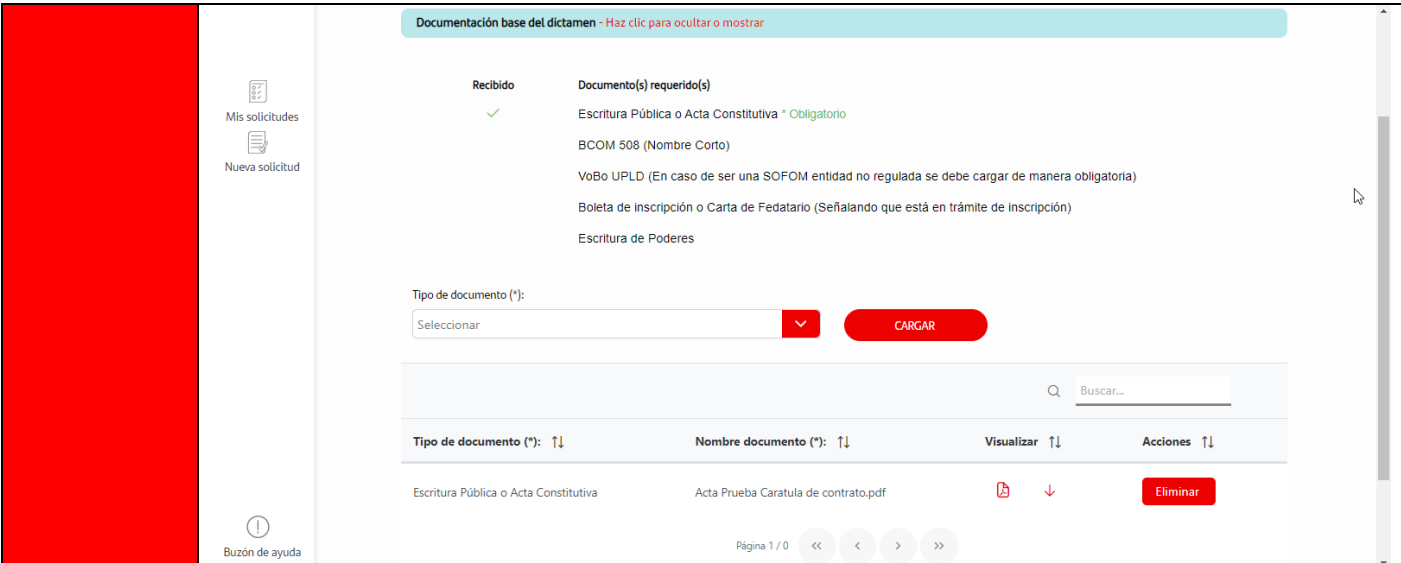 Documentación base del dictamen - Haz clic para ocultar o mostrar
Mis solicitudes
Nueva solicitud
Recibido Documento(s) requerido(s)
Escritura Pública o Acta Constitutiva * Obligatorio
BCOM 508 (Nombre Corto)
VoBo UPLD (En caso de ser una SOFOM entidad no regulada se debe cargar de manera obligatoria)
Boleta de inscripción o Carta de Fedatario (Señalando que está en trámite de inscripción)
Escritura de Poderes
Tipo de documento (*):
Seleccionar CARGAR
Buscar...
Tipo de documento (*): Nombre documento (*): Visualizar Acciones
Escritura Pública o Acta Constitutiva Acta Prueba Caratula de contrato.pdf Eliminar
Página 1 / 0
Buzón de ayuda